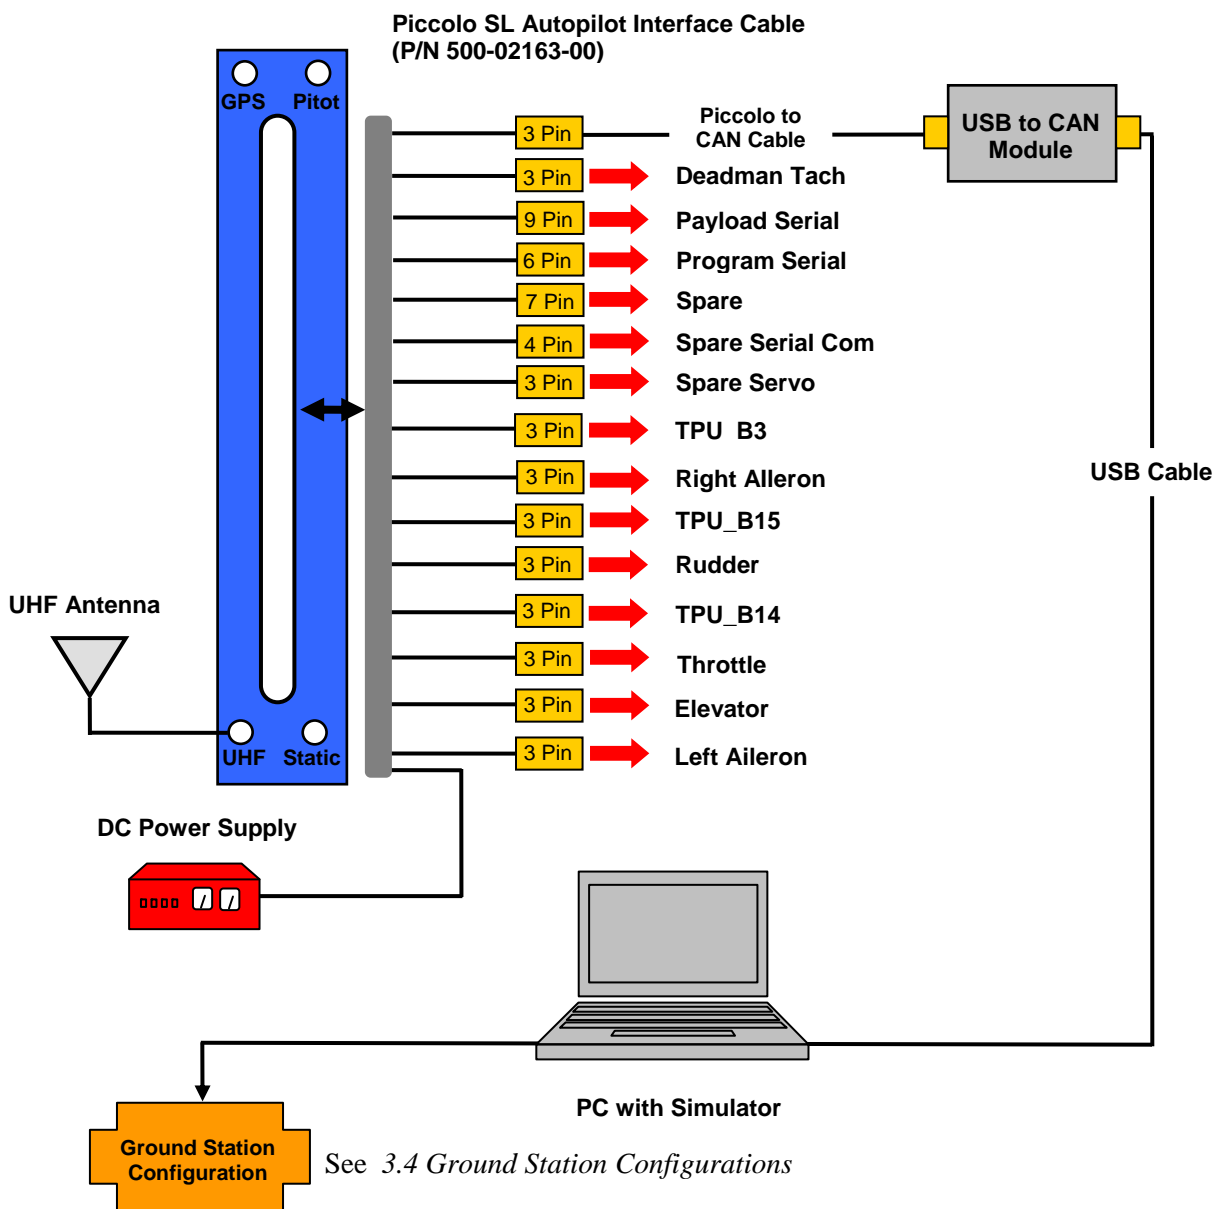 Piccolo SL Autopilot Interface Cable
(P/N 500-02163-00)
GPS Pitot
3 Pin
Piccolo to
CAN Cable
USB to CAN
Module
3 Pin Deadman Tach
9 Pin Payload Serial
6 Pin Program Serial
7 Pin Spare
4 Pin Spare Serial Com
3 Pin Spare Servo
3 Pin TPU B3
3 Pin Right Alleron
USB Cable
3 Pin TPU_B15
3 Pin Rudder
3 Pin TPU_B14
UHF Antenna
3 Pin Throttle
3 Pin Elevator
3 Pin Left Aileron
UHF Static
DC Power Supply
PC with Simulator
Ground Station
Configuration
See 3.4 Ground Station Configurations